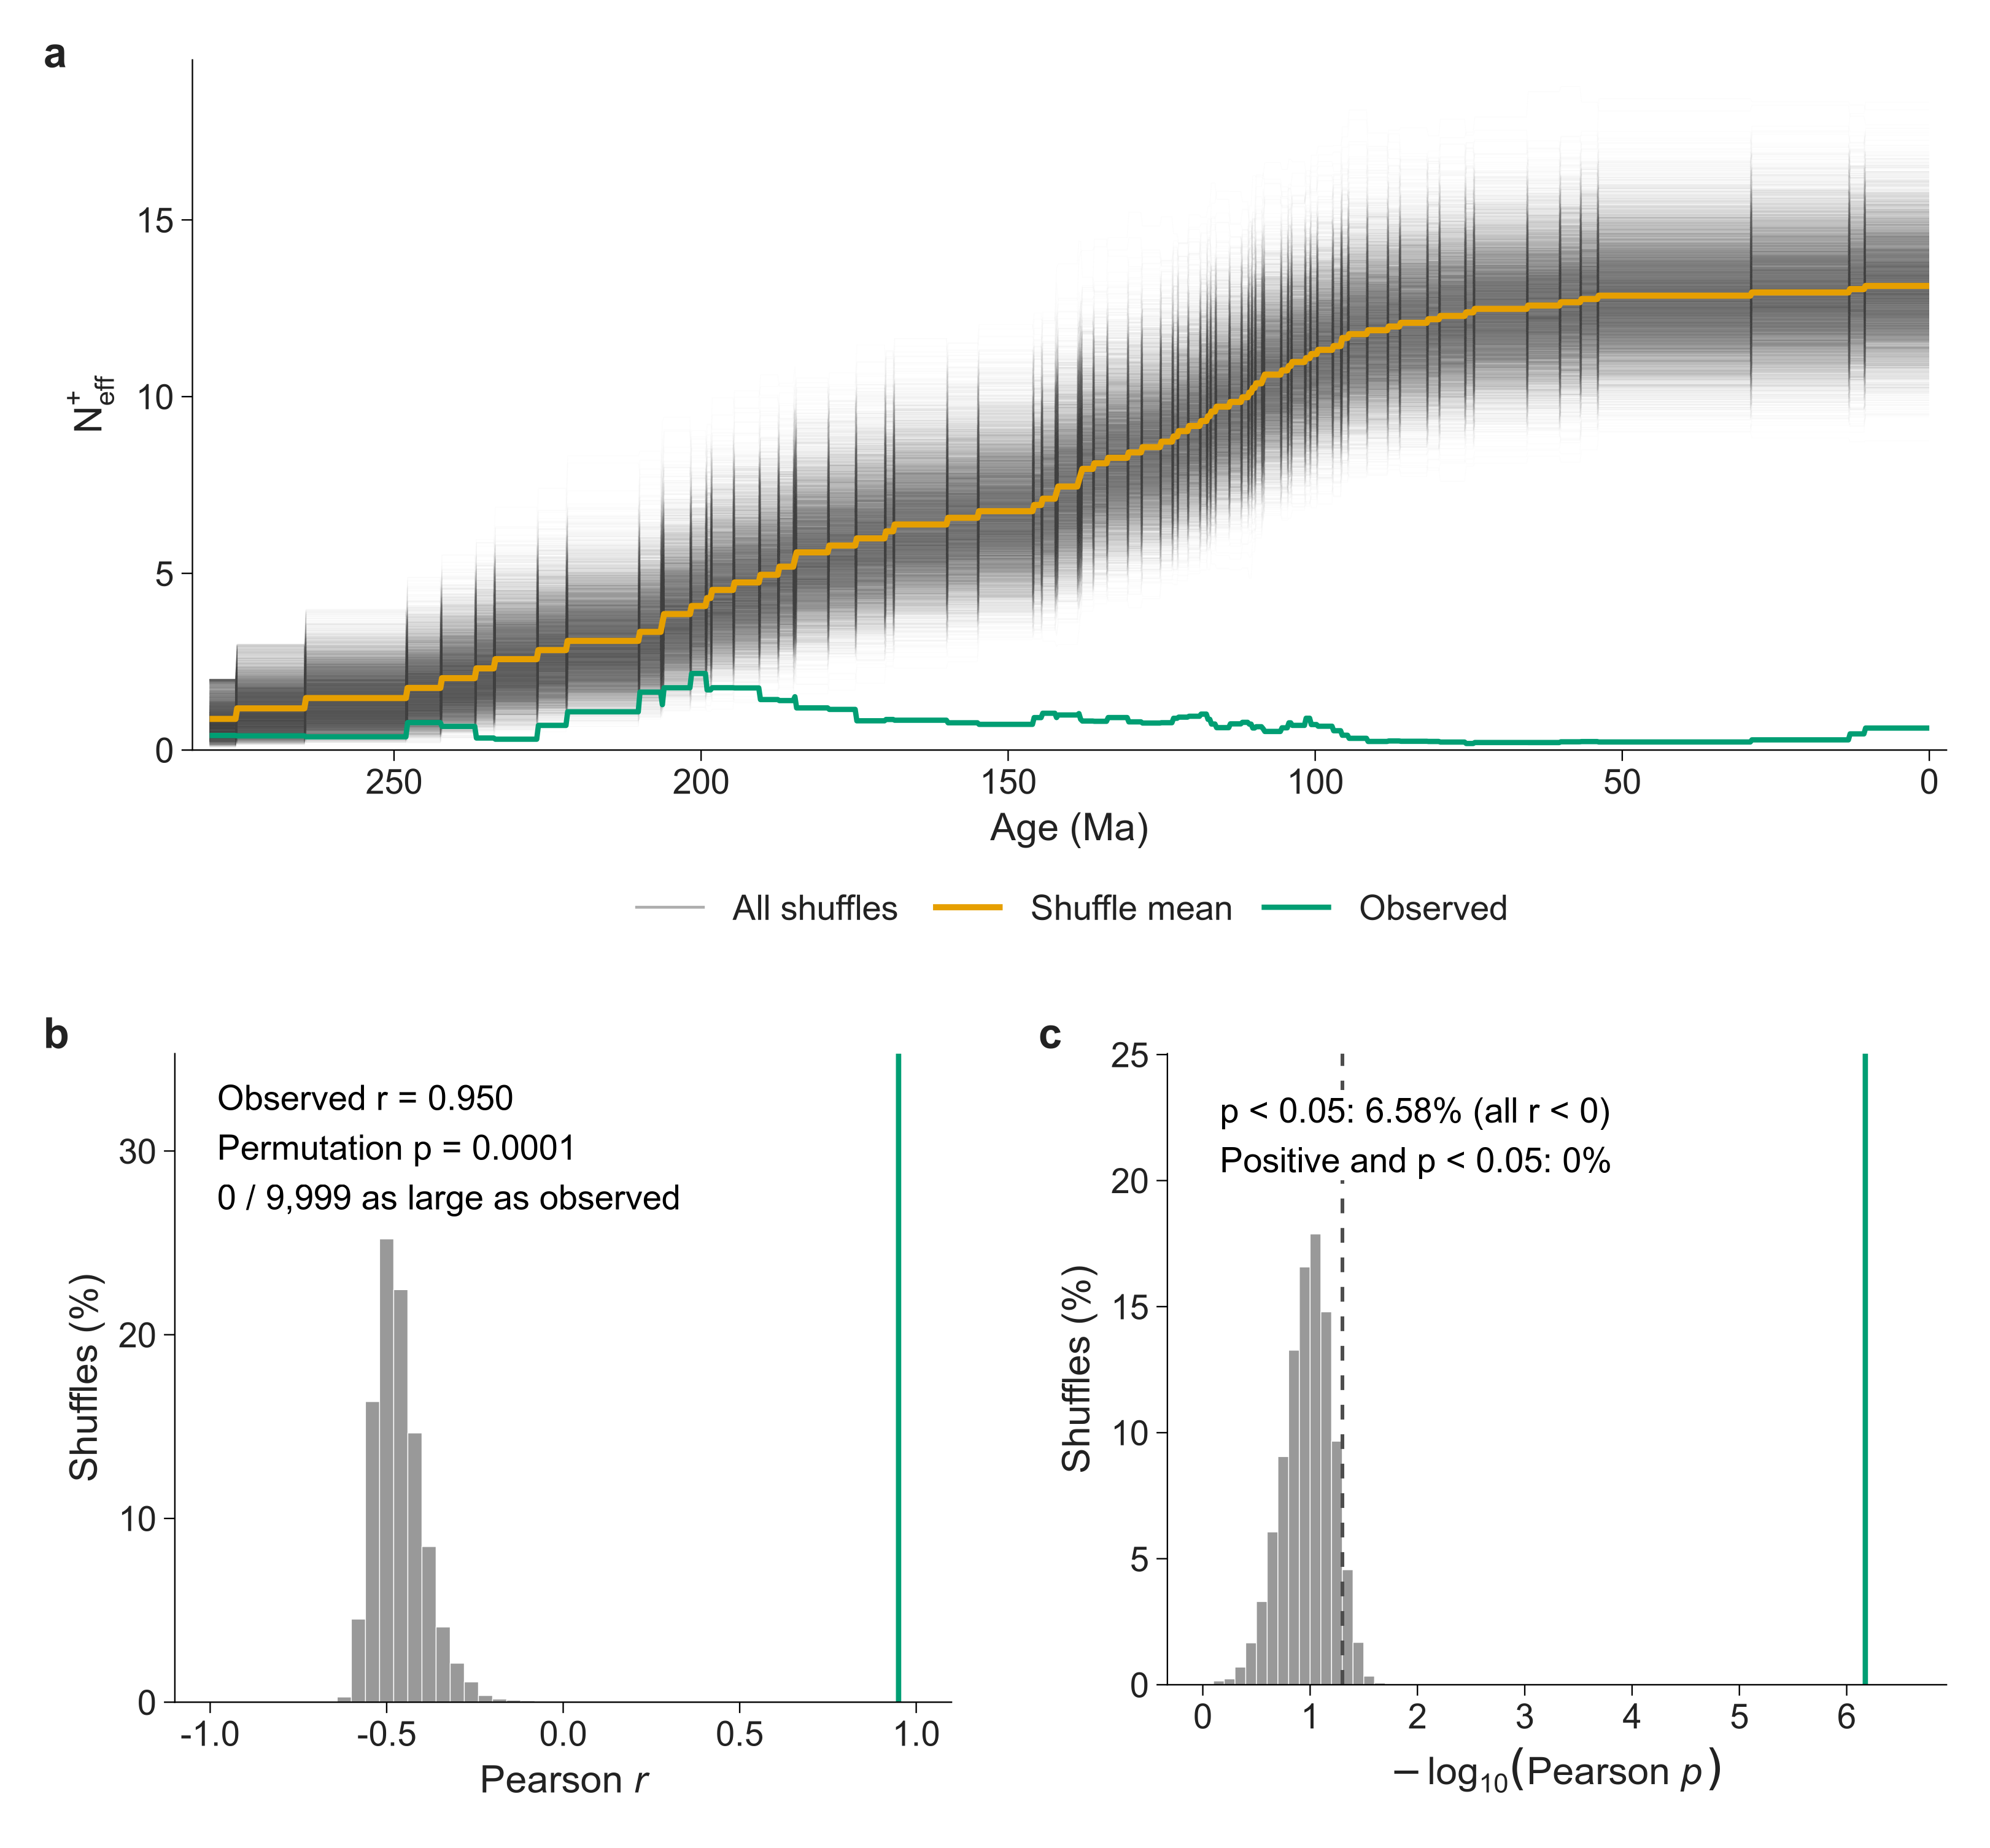 a
15
10
5
0
N+eff
250 200 150 100 50 0
Age (Ma)
All shuffles Shuffle mean Observed
b
Observed r = 0.950
Permutation p = 0.0001
0 / 9,999 as large as observed
30
20
10
0
Shuffles (%)
-1.0 -0.5 0.0 0.5 1.0
Pearson r
c
p < 0.05: 6.58% (all r < 0)
Positive and p < 0.05: 0%
25
20
15
10
5
0
Shuffles (%)
0 1 2 3 4 5 6
−log10(Pearson p)